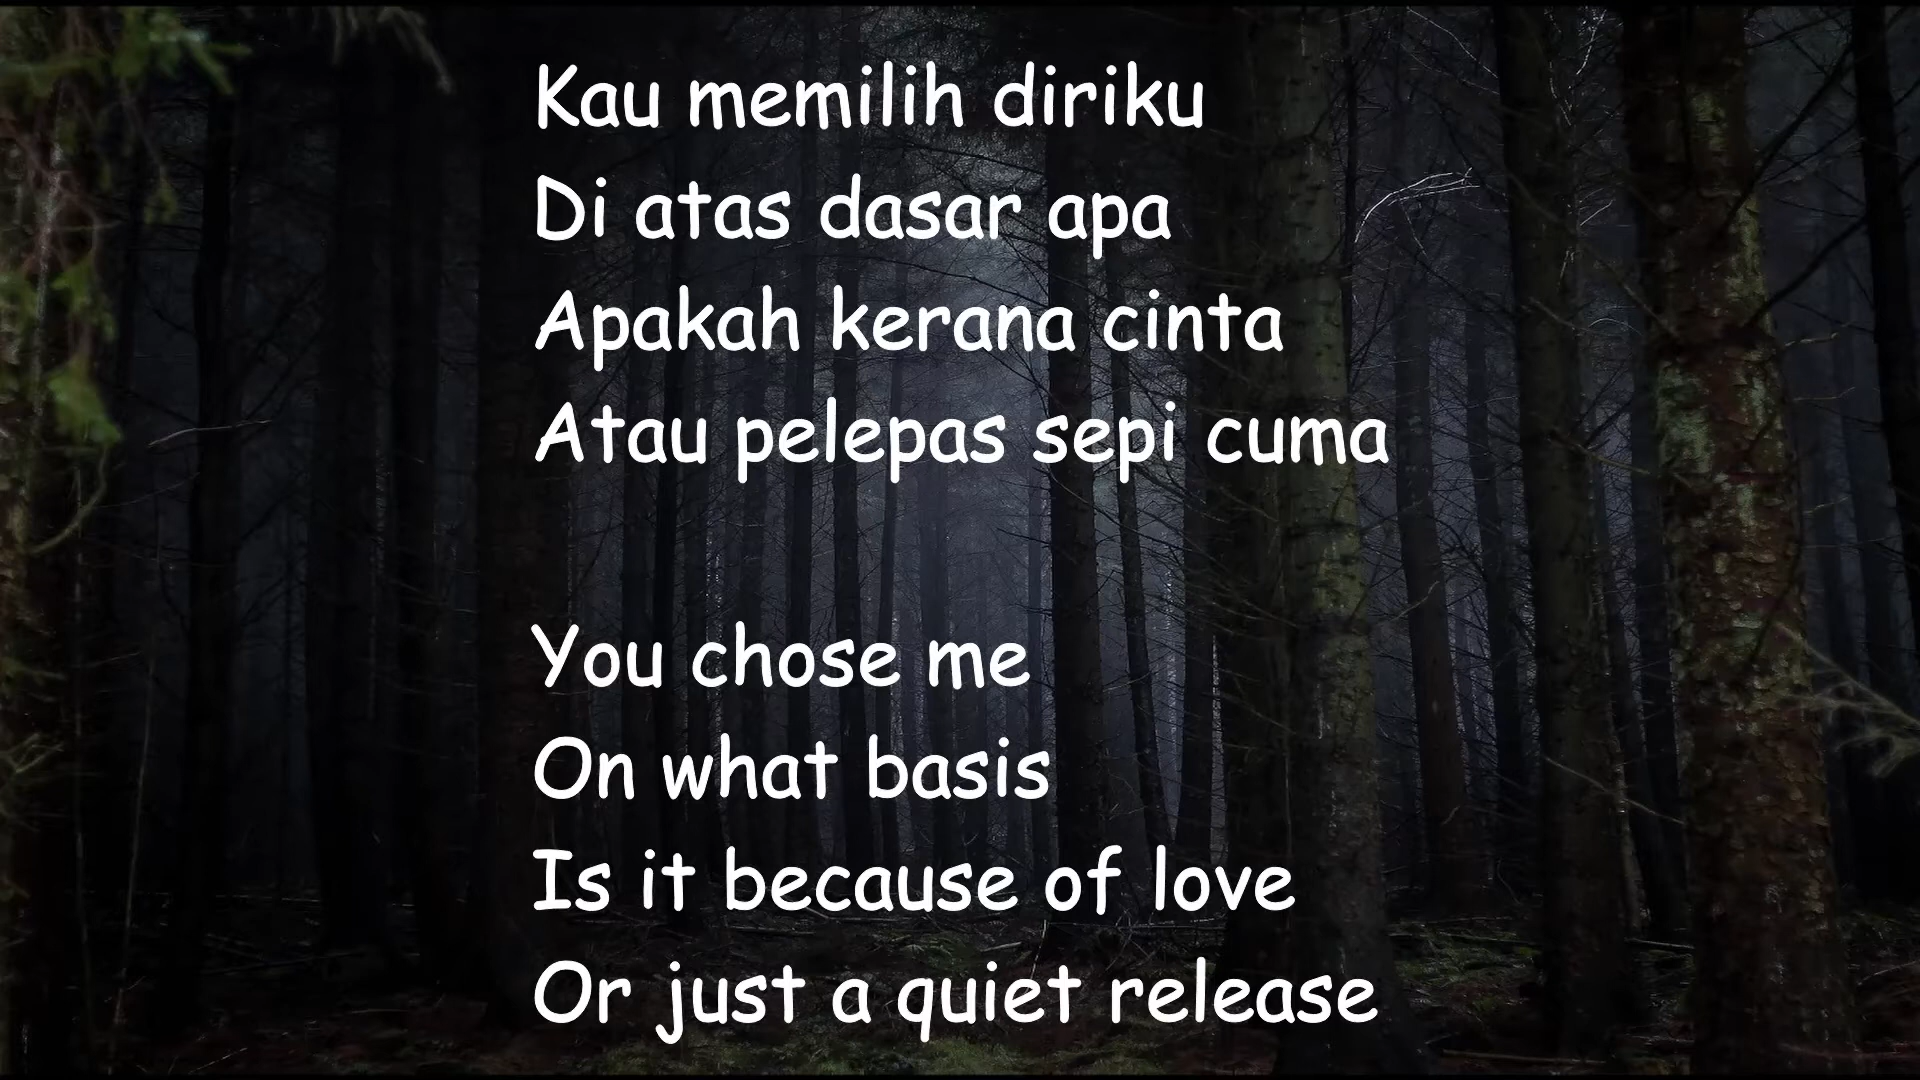 Kau memilih diriku
Di atas dasar apa
Apakah kerana cinta
Atau pelepas sepi cuma
You chose me
On what basis
Is it because of love
Or just a quiet release